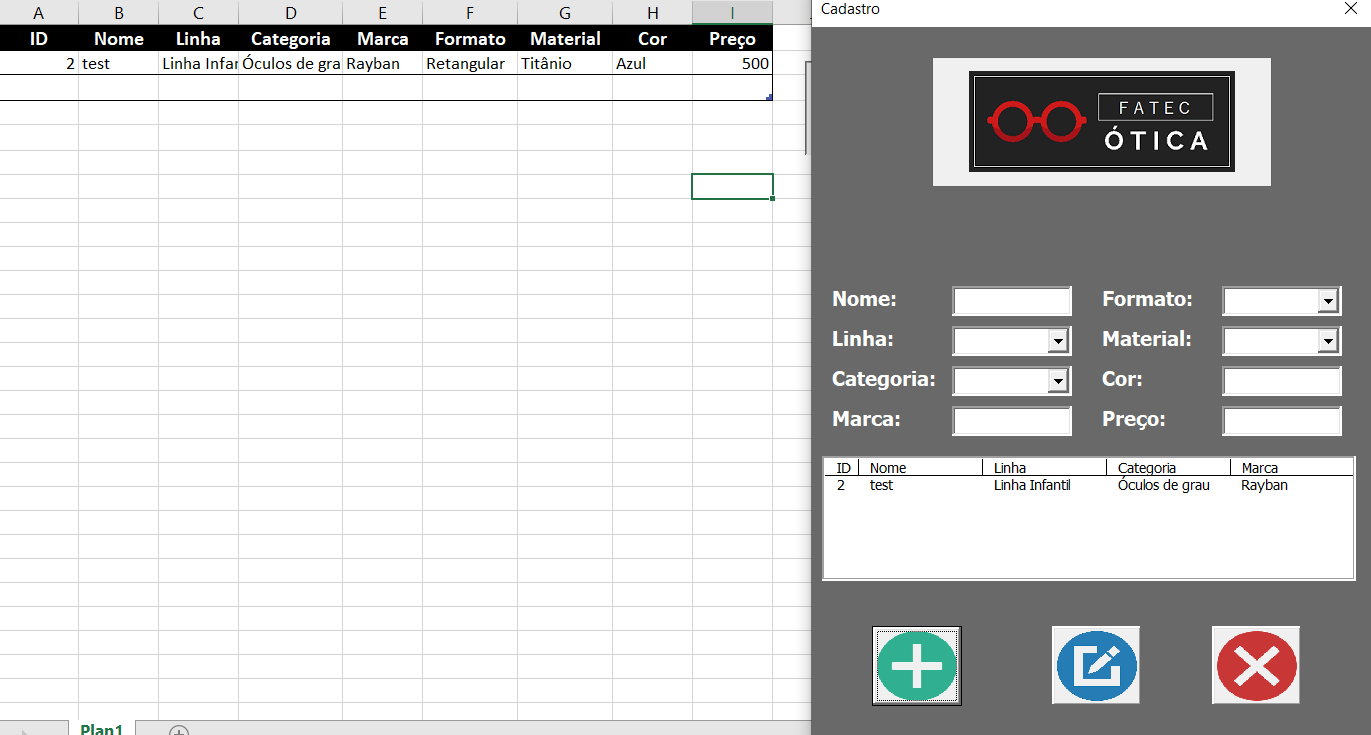 A B C D E F G H I
ID Nome Linha Categoria Marca Formato Material Cor Preço
2 test Linha Infar Óculos de gra Rayban Retangular Titânio Azul 500
Plan1
Cadastro
FATEC
ÓTICA
Nome: Formato:
Linha: Material:
Categoria: Cor:
Marca: Preço:
ID Nome Linha Categoria Marca
2 test Linha Infantil Óculos de grau Rayban